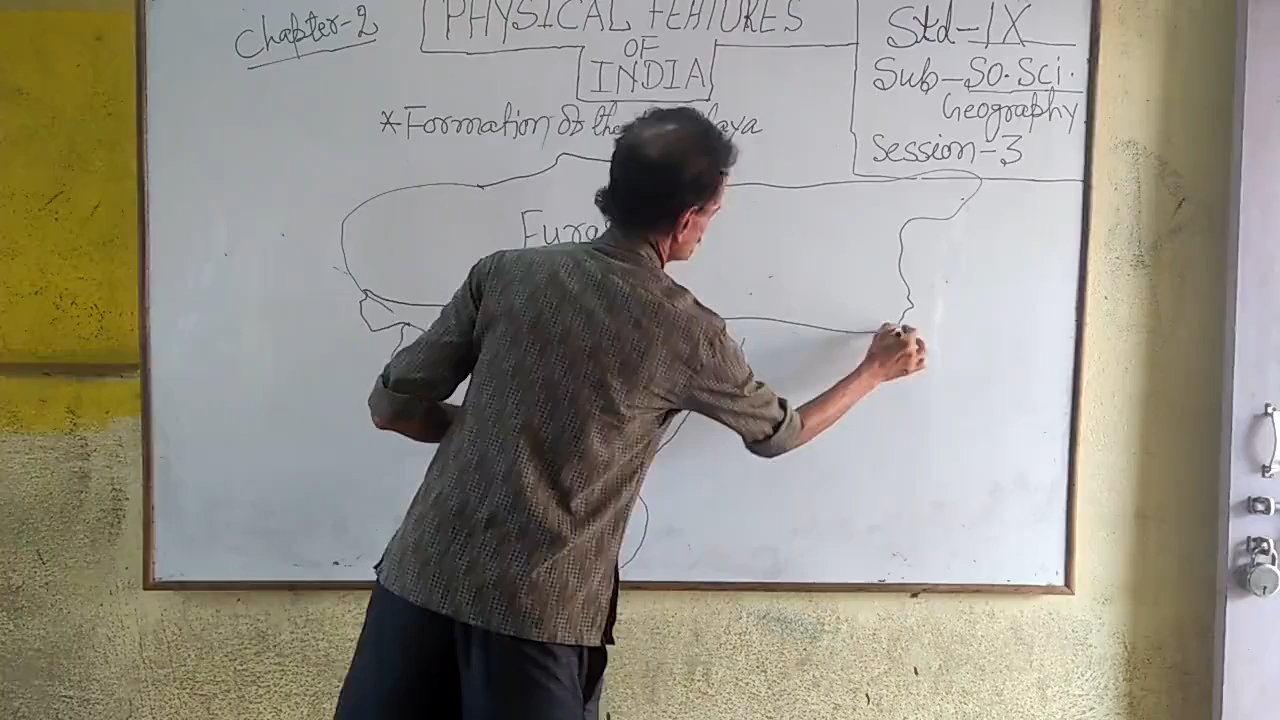 Chapter-2
PHYSICAL FEATURES
OF
INDIA
Std-IX
Sub-So.Sci.
Geography
Session-3
*Formation of the